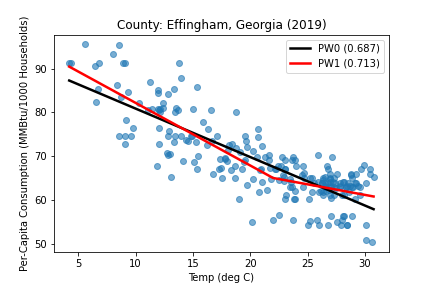 County: Effingham, Georgia (2019)
PW0 (0.687)
PW1 (0.713)
Per-Capita Consumption (MMBtu/1000 Households)
90
80
70
60
50
5 10 15 20 25 30
Temp (deg C)